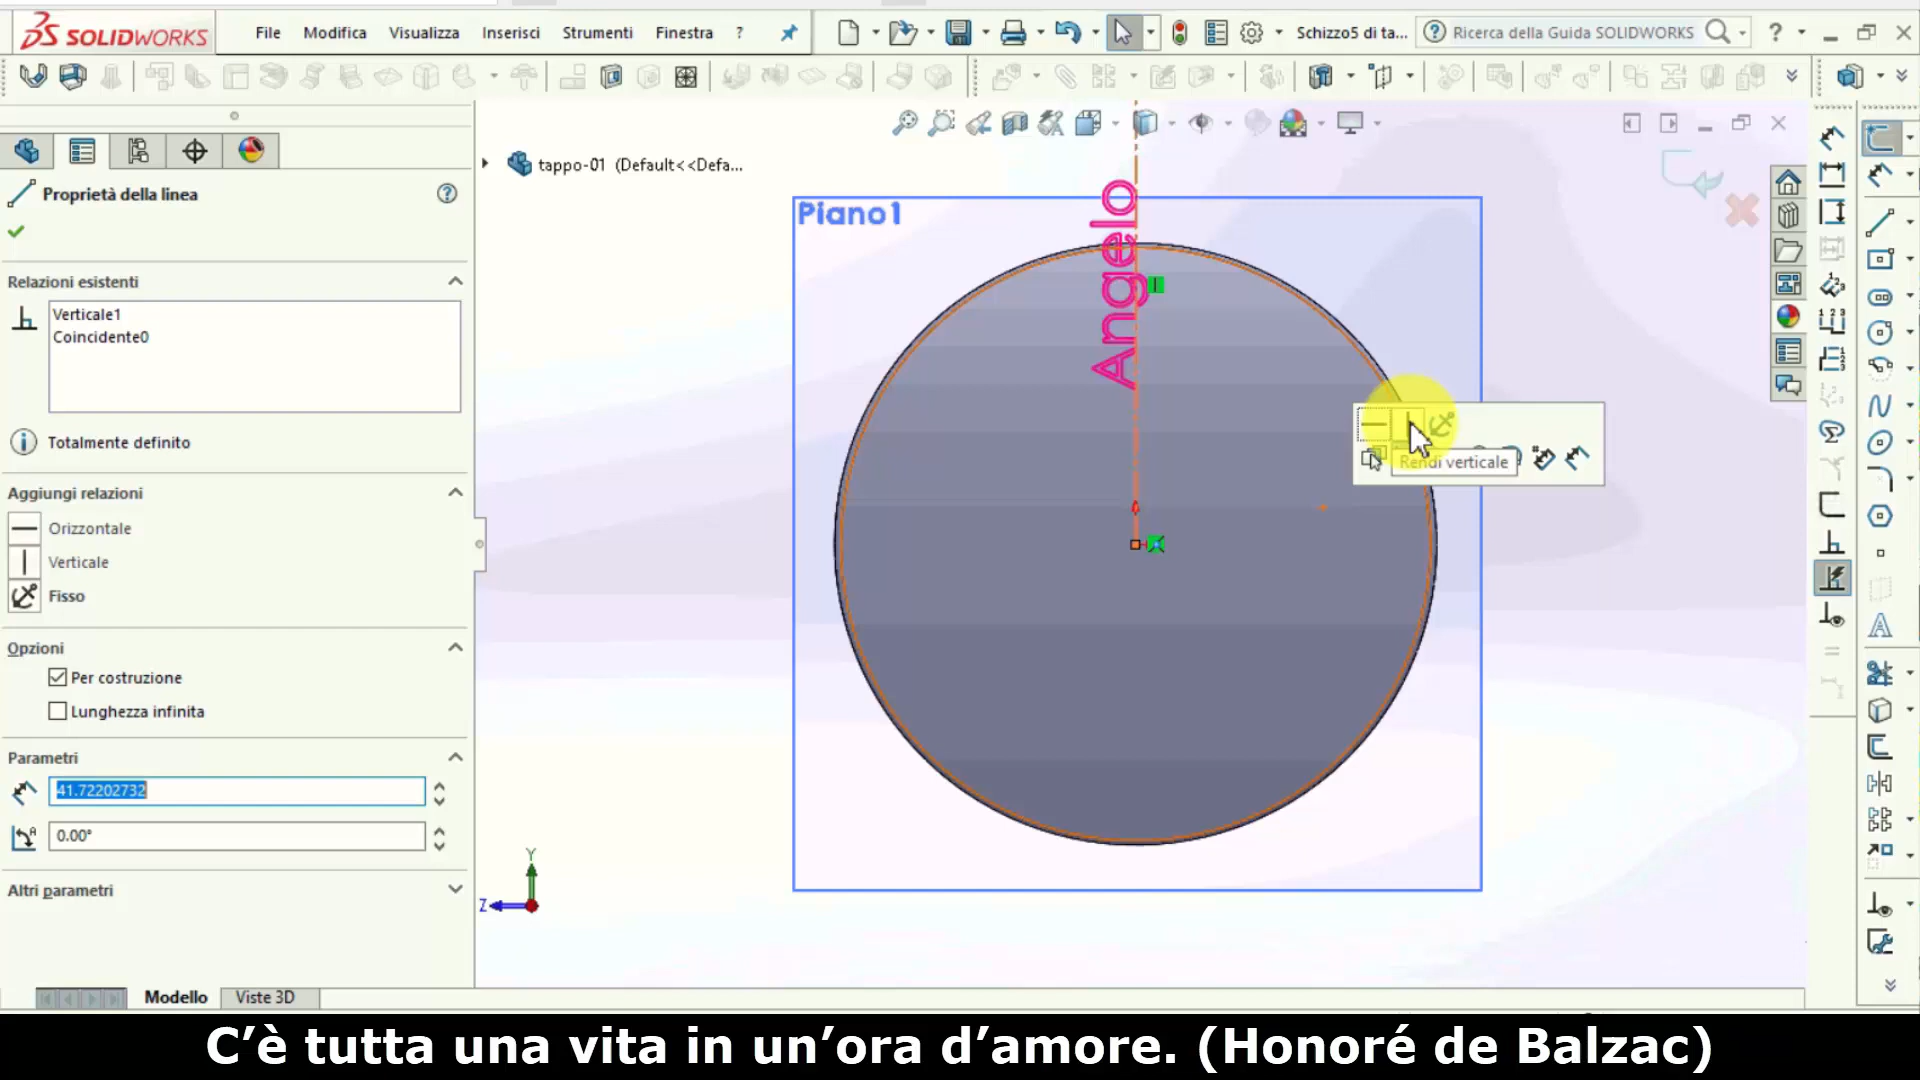 SOLIDWORKS
File Modifica Visualizza Inserisci Strumenti Finestra ?
Schizzo5 di ta...
Ricerca della Guida SOLIDWORKS
?
tappo-01 (Default<<Defa...
Proprietà della linea
Relazioni esistenti
Verticale1
Coincidente0
Totalmente definito
Aggiungi relazioni
Orizzontale
Verticale
Fisso
Opzioni
Per costruzione
Lunghezza infinita
Parametri
41.72202732
0.00°
Altri parametri
Piano1
Angelo
Rendi verticale
Y
Z
Modello
Viste 3D
C’è tutta una vita in un’ora d’amore. (Honoré de Balzac)